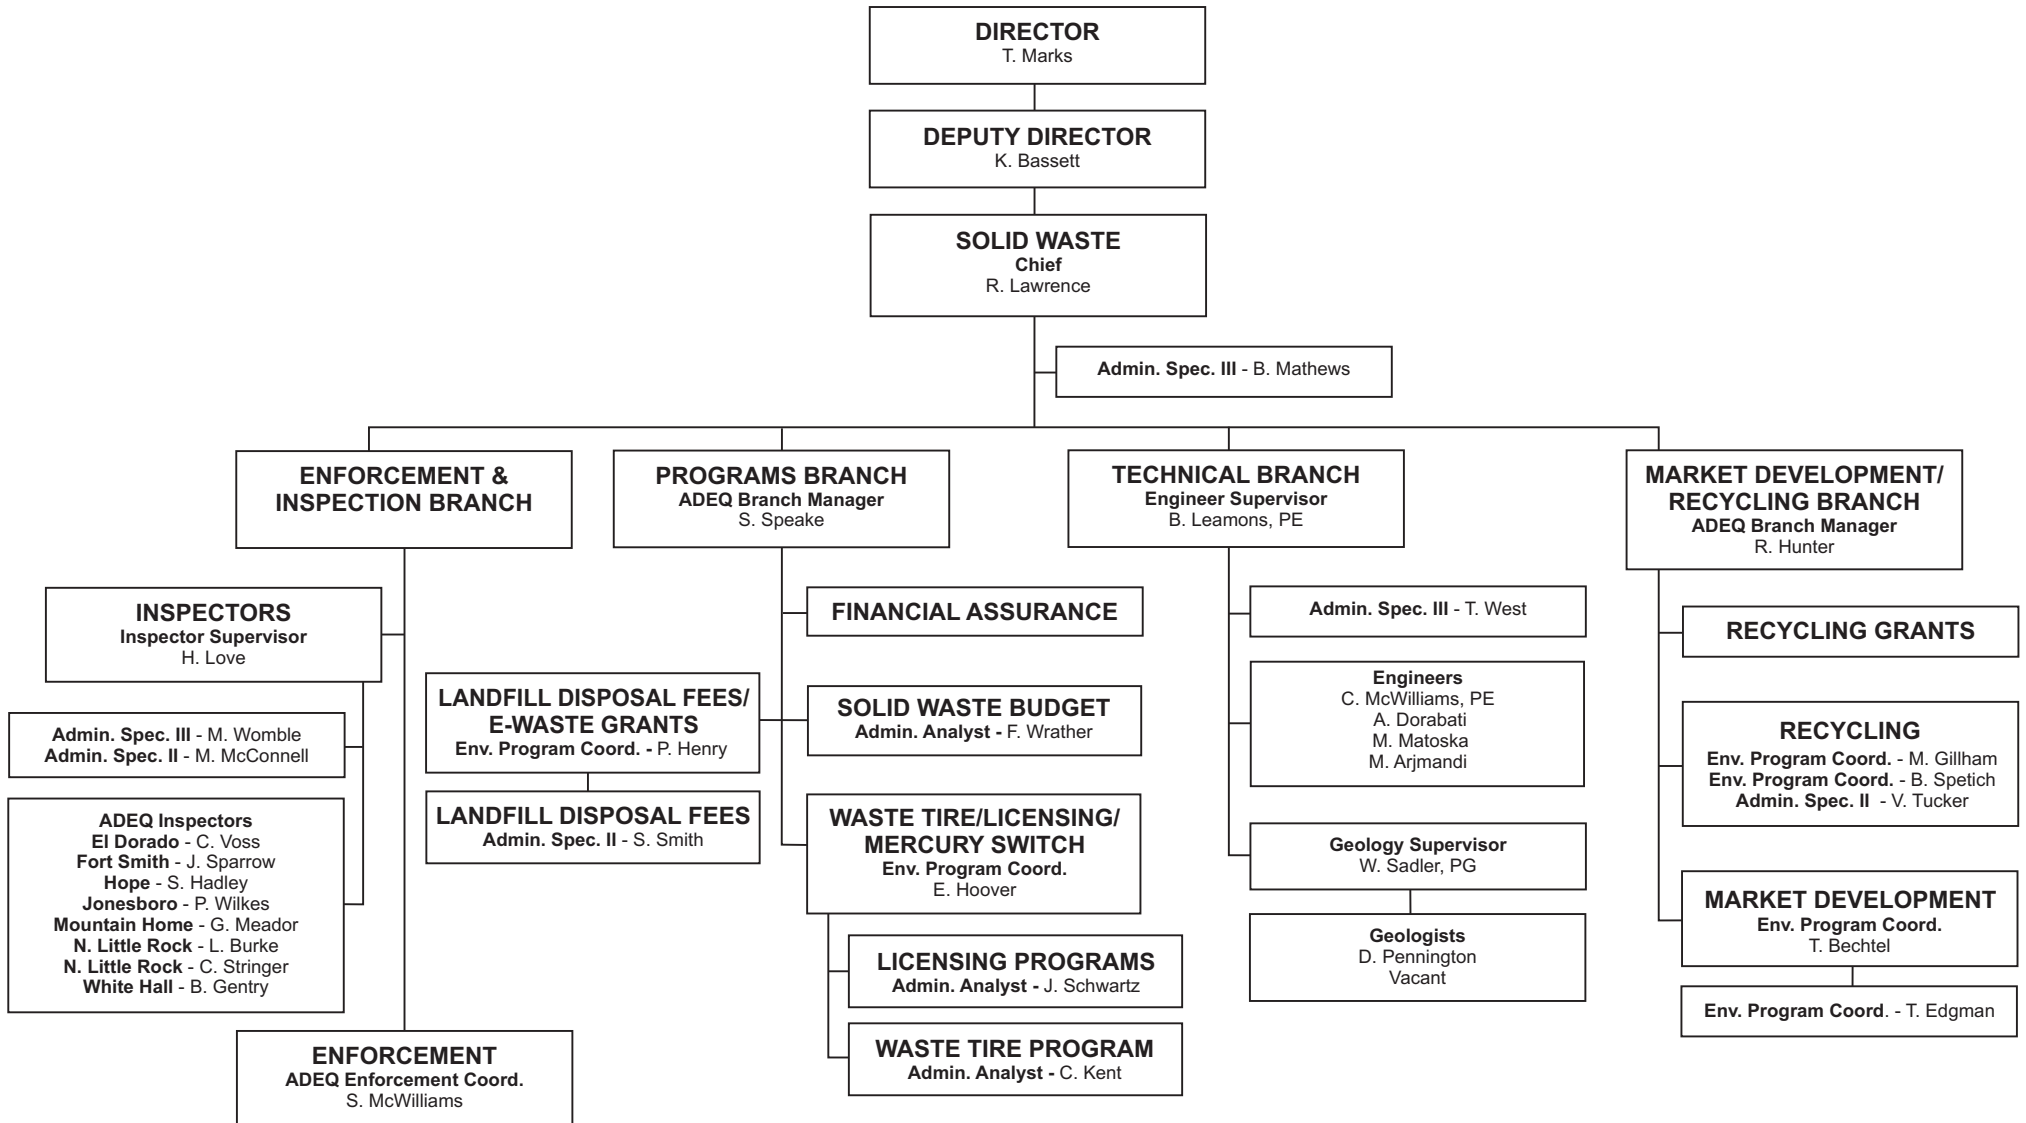 DIRECTOR
T. Marks
DEPUTY DIRECTOR
K. Bassett
SOLID WASTE
Chief
R. Lawrence
Admin. Spec. III - B. Mathews
ENFORCEMENT &
INSPECTION BRANCH
INSPECTORS
Inspector Supervisor
H. Love
Admin. Spec. III - M. Womble
Admin. Spec. II - M. McConnell
ADEQ Inspectors
El Dorado - C. Voss
Fort Smith - J. Sparrow
Hope - S. Hadley
Jonesboro - P. Wilkes
Mountain Home - G. Meador
N. Little Rock - L. Burke
N. Little Rock - C. Stringer
White Hall - B. Gentry
ENFORCEMENT
ADEQ Enforcement Coord.
S. McWilliams
PROGRAMS BRANCH
ADEQ Branch Manager
S. Speake
FINANCIAL ASSURANCE
LANDFILL DISPOSAL FEES/
E-WASTE GRANTS
Env. Program Coord. - P. Henry
LANDFILL DISPOSAL FEES
Admin. Spec. II - S. Smith
SOLID WASTE BUDGET
Admin. Analyst - F. Wrather
WASTE TIRE/LICENSING/
MERCURY SWITCH
Env. Program Coord.
E. Hoover
LICENSING PROGRAMS
Admin. Analyst - J. Schwartz
WASTE TIRE PROGRAM
Admin. Analyst - C. Kent
TECHNICAL BRANCH
Engineer Supervisor
B. Leamons, PE
Admin. Spec. III - T. West
Engineers
C. McWilliams, PE
A. Dorabati
M. Matoska
M. Arjmandi
Geology Supervisor
W. Sadler, PG
Geologists
D. Pennington
Vacant
MARKET DEVELOPMENT/
RECYCLING BRANCH
ADEQ Branch Manager
R. Hunter
RECYCLING GRANTS
RECYCLING
Env. Program Coord. - M. Gillham
Env. Program Coord. - B. Spetich
Admin. Spec. II - V. Tucker
MARKET DEVELOPMENT
Env. Program Coord.
T. Bechtel
Env. Program Coord. - T. Edgman